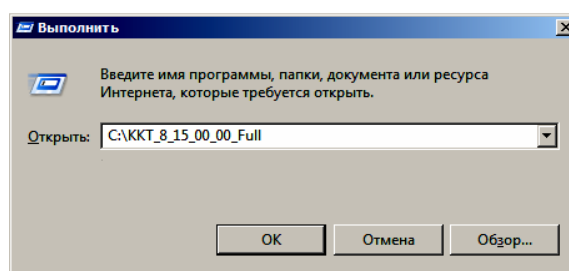 Выполнить
Введите имя программы, папки, документа или ресурса
Интернета, которые требуется открыть.
Открыть: C:\KKT_8_15_00_00_Full
OK Отмена Обзор...